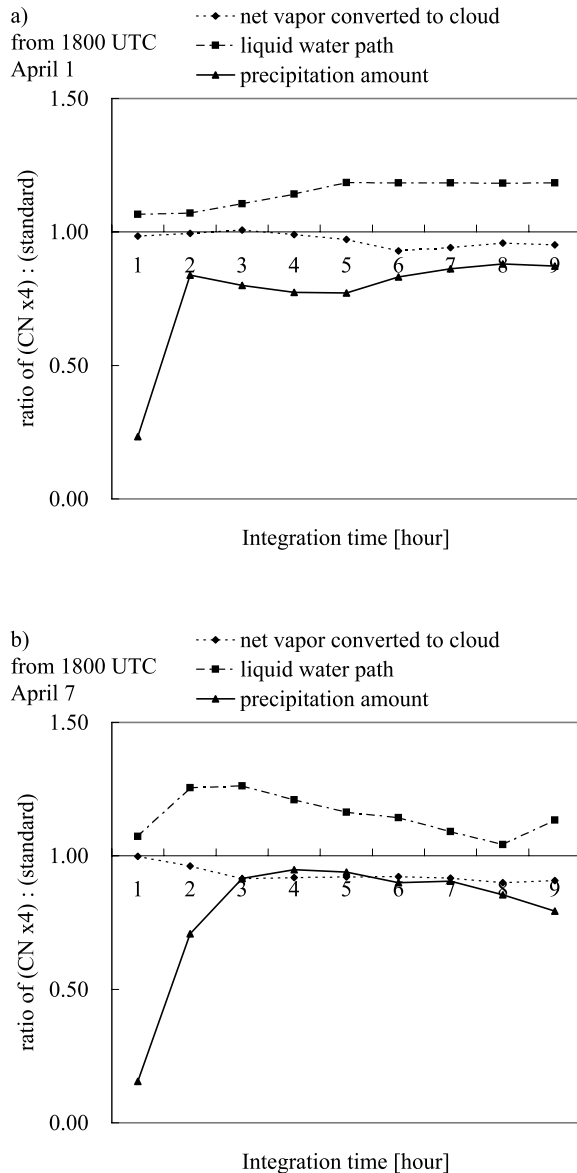 a)
from 1800 UTC
April 1
net vapor converted to cloud
liquid water path
precipitation amount
1.50
1.00
0.50
0.00
1 2 3 4 5 6 7 8 9
ratio of (CN x4) : (standard)
Integration time [hour]
b)
from 1800 UTC
April 7
net vapor converted to cloud
liquid water path
precipitation amount
1.50
1.00
0.50
0.00
1 2 3 4 5 6 7 8 9
ratio of (CN x4) : (standard)
Integration time [hour]